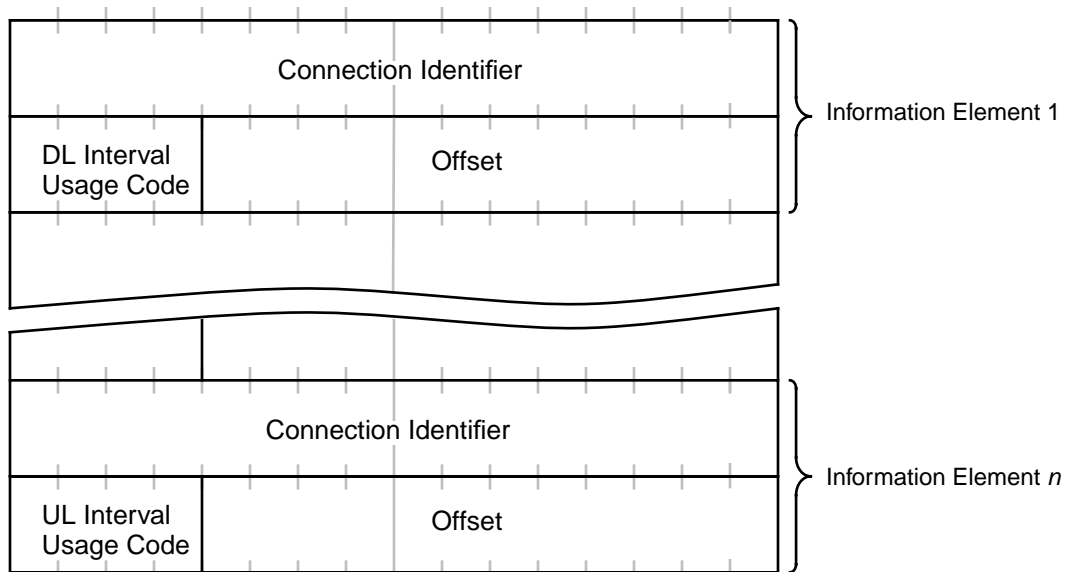 Connection Identifier
Information Element 1
DL Interval
Usage Code
Offset
Connection Identifier
Information Element n
UL Interval
Usage Code
Offset